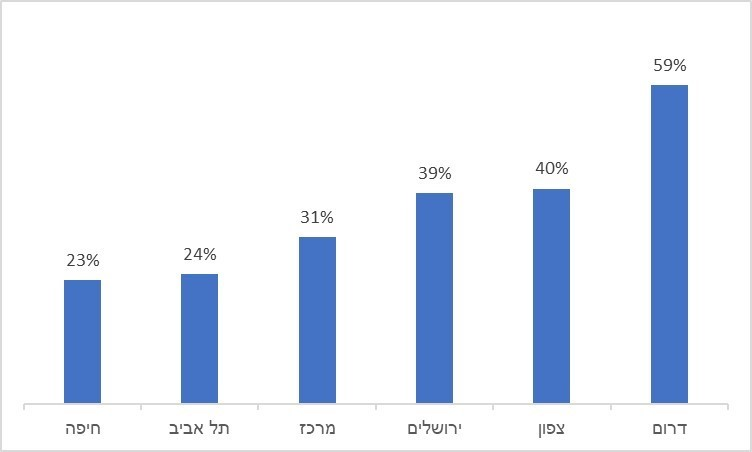 59%
40%
39%
31%
24%
23%
חיפה
תל אביב
מרכז
ירושלים
צפון
דרום